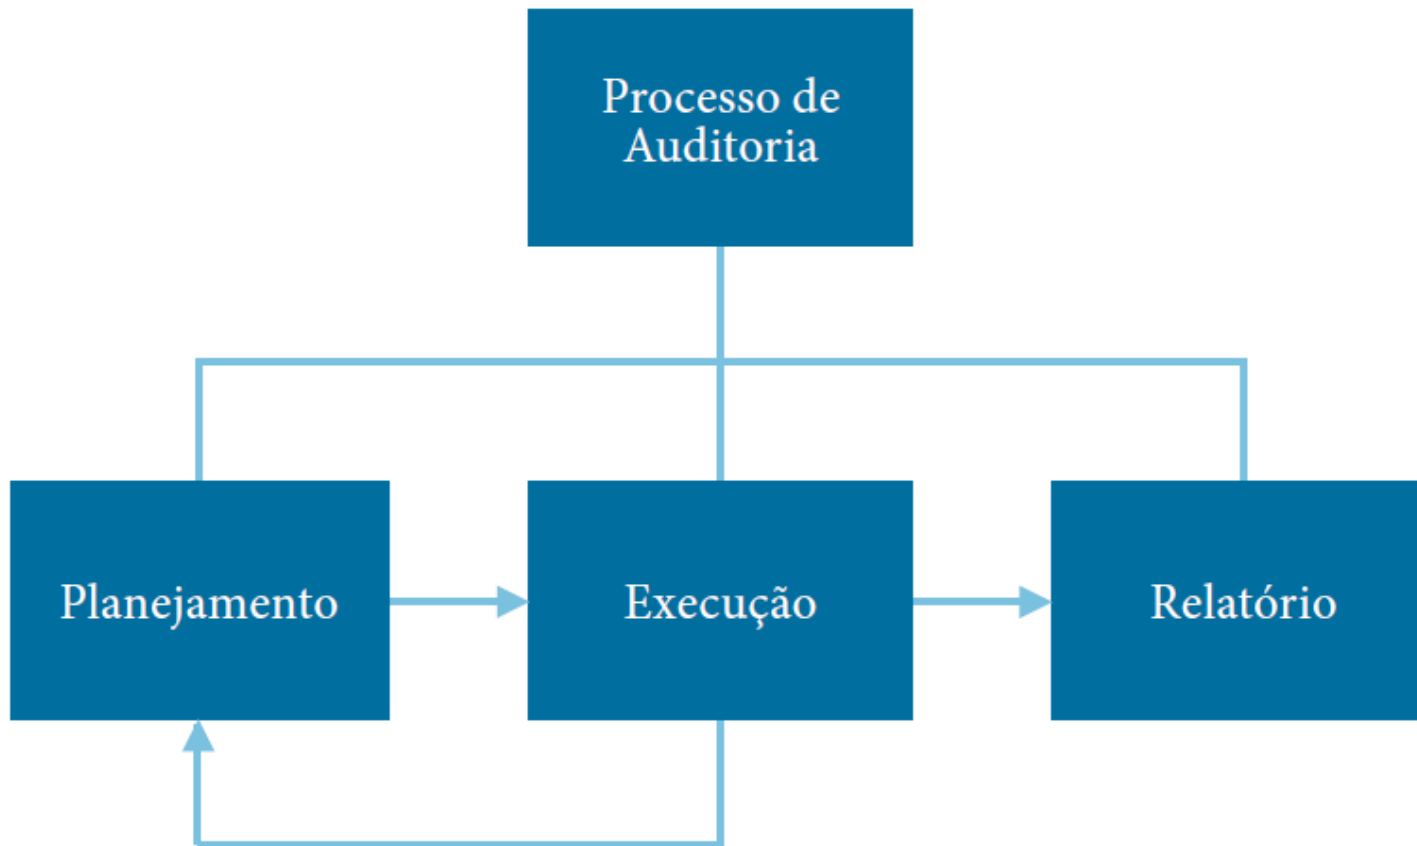 Processo de
Auditoria
Planejamento
Execução
Relatório